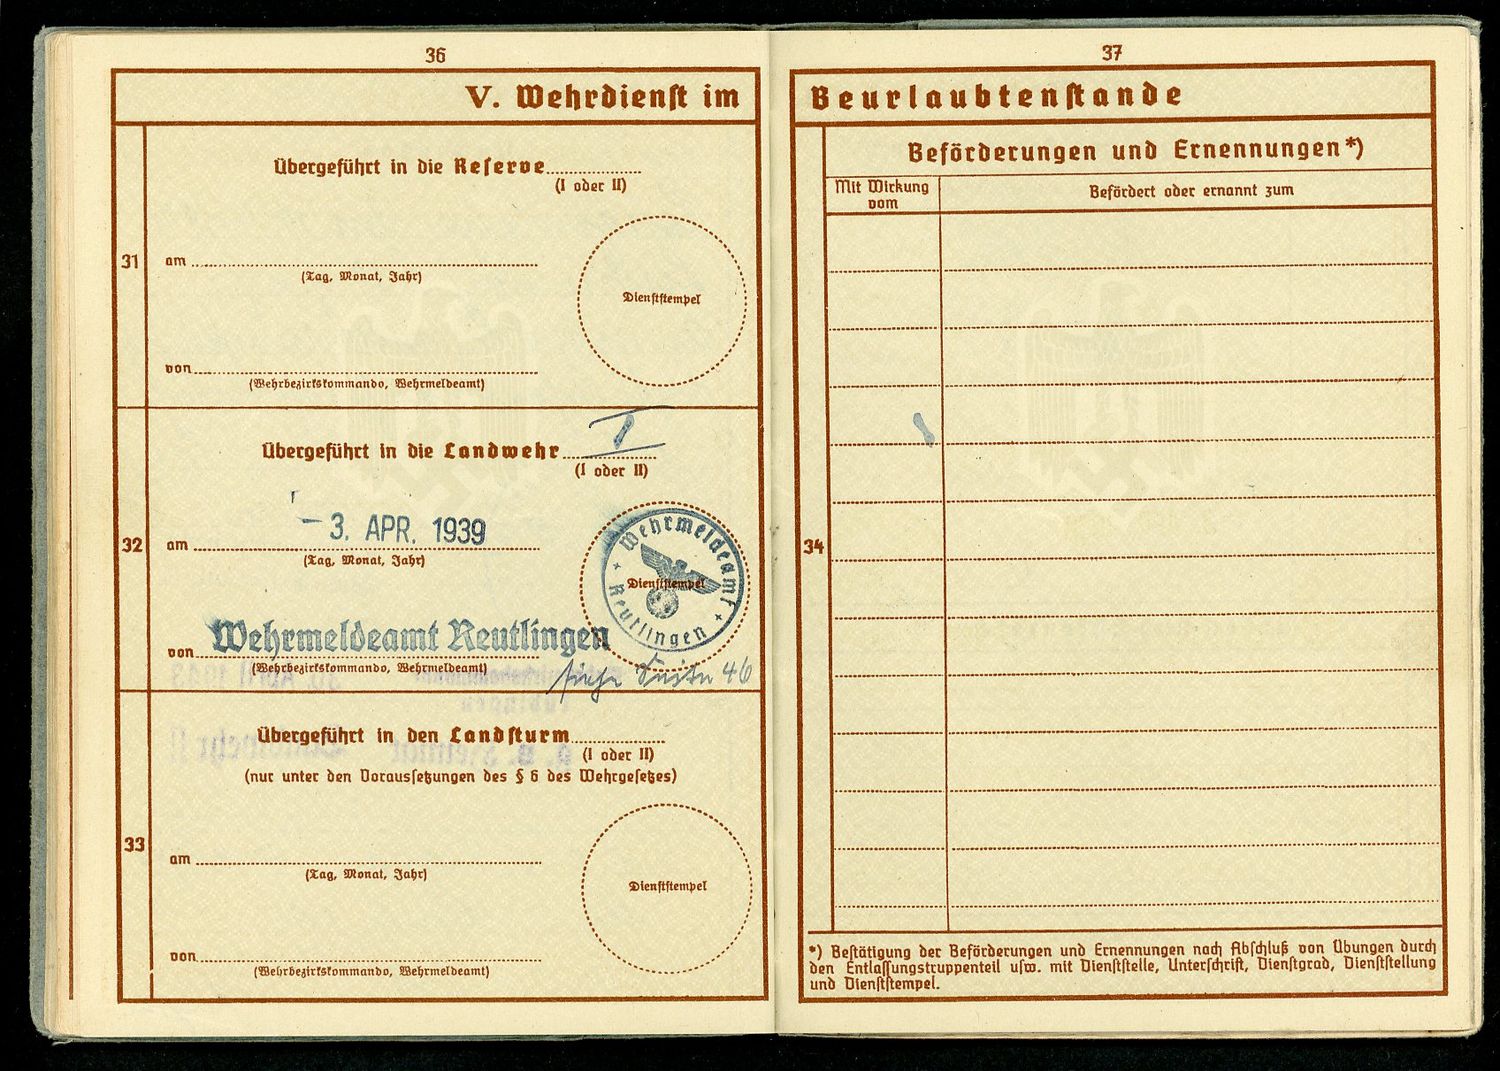 36
V. Wehrdienst im
Übergeführt in die Reserve
(I oder II)
31
am
(Tag, Monat, Jahr)
Dienststempel
von
(Wehrbezirkskommando, Wehrmeldeamt)
Übergeführt in die Landwehr I
(I oder II)
32
am - 3. APR. 1939
(Tag, Monat, Jahr)
Wehrmeldeamt
Dienststempel
+ Reutlingen +
von Wehrmeldeamt Reutlingen
(Wehrbezirkskommando, Wehrmeldeamt)
siehe Seite 46
Übergeführt in den Landsturm
(I oder II)
(nur unter den Voraussetzungen des § 6 des Wehrgesetzes)
33
am
(Tag, Monat, Jahr)
Dienststempel
von
(Wehrbezirkskommando, Wehrmeldeamt)
37
Beurlaubtenstande
Beförderungen und Ernennungen*)
Mit Wirkung vom
Befördert oder ernannt zum
34
*) Bestätigung der Beförderungen und Ernennungen nach Abschluß von Übungen durch
den Entlassungstruppenteil usw. mit Dienststelle, Unterschrift, Dienstgrad, Dienststellung
und Dienststempel.